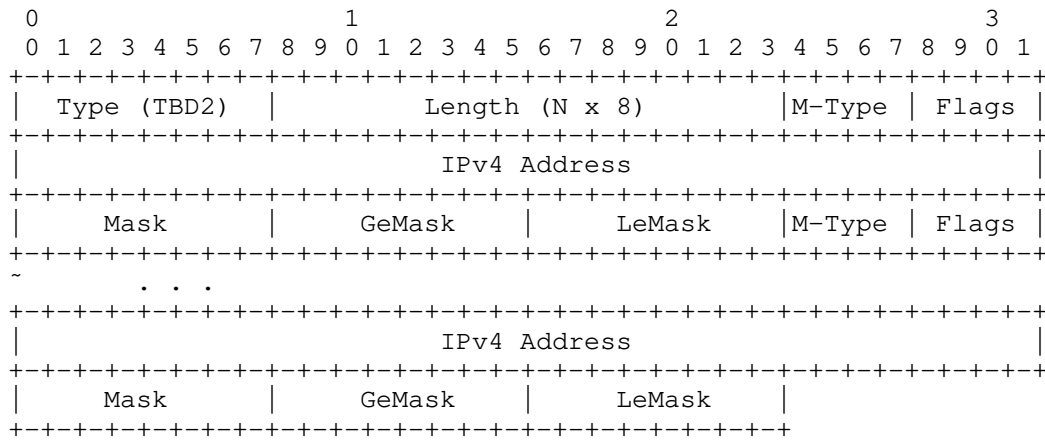 0                   1                   2                   3
 0 1 2 3 4 5 6 7 8 9 0 1 2 3 4 5 6 7 8 9 0 1 2 3 4 5 6 7 8 9 0 1
+-+-+-+-+-+-+-+-+-+-+-+-+-+-+-+-+-+-+-+-+-+-+-+-+-+-+-+-+-+-+-+-+
|  Type (TBD2)  |         Length (N x 8)        |M-Type | Flags |
+-+-+-+-+-+-+-+-+-+-+-+-+-+-+-+-+-+-+-+-+-+-+-+-+-+-+-+-+-+-+-+-+
|                          IPv4 Address                         |
+-+-+-+-+-+-+-+-+-+-+-+-+-+-+-+-+-+-+-+-+-+-+-+-+-+-+-+-+-+-+-+-+
|     Mask      |     GeMask    |     LeMask    |M-Type | Flags |
+-+-+-+-+-+-+-+-+-+-+-+-+-+-+-+-+-+-+-+-+-+-+-+-+-+-+-+-+-+-+-+-+
~       . . .
+-+-+-+-+-+-+-+-+-+-+-+-+-+-+-+-+-+-+-+-+-+-+-+-+-+-+-+-+-+-+-+-+
|                          IPv4 Address                         |
+-+-+-+-+-+-+-+-+-+-+-+-+-+-+-+-+-+-+-+-+-+-+-+-+-+-+-+-+-+-+-+-+
|     Mask      |     GeMask    |     LeMask    |
+-+-+-+-+-+-+-+-+-+-+-+-+-+-+-+-+-+-+-+-+-+-+-+-+